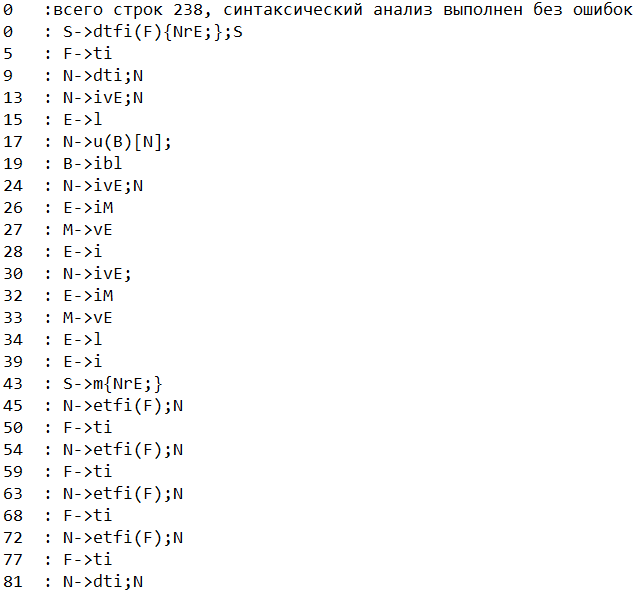 0   :всего строк 238, синтаксический анализ выполнен без ошибок
0   : S->dtfi(F){NrE;};S
5   : F->ti
9   : N->dti;N
13  : N->ivE;N
15  : E->l
17  : N->u(B)[N];
19  : B->ibl
24  : N->ivE;N
26  : E->iM
27  : M->vE
28  : E->i
30  : N->ivE;
32  : E->iM
33  : M->vE
34  : E->l
39  : E->i
43  : S->m{NrE;}
45  : N->etfi(F);N
50  : F->ti
54  : N->etfi(F);N
59  : F->ti
63  : N->etfi(F);N
68  : F->ti
72  : N->etfi(F);N
77  : F->ti
81  : N->dti;N